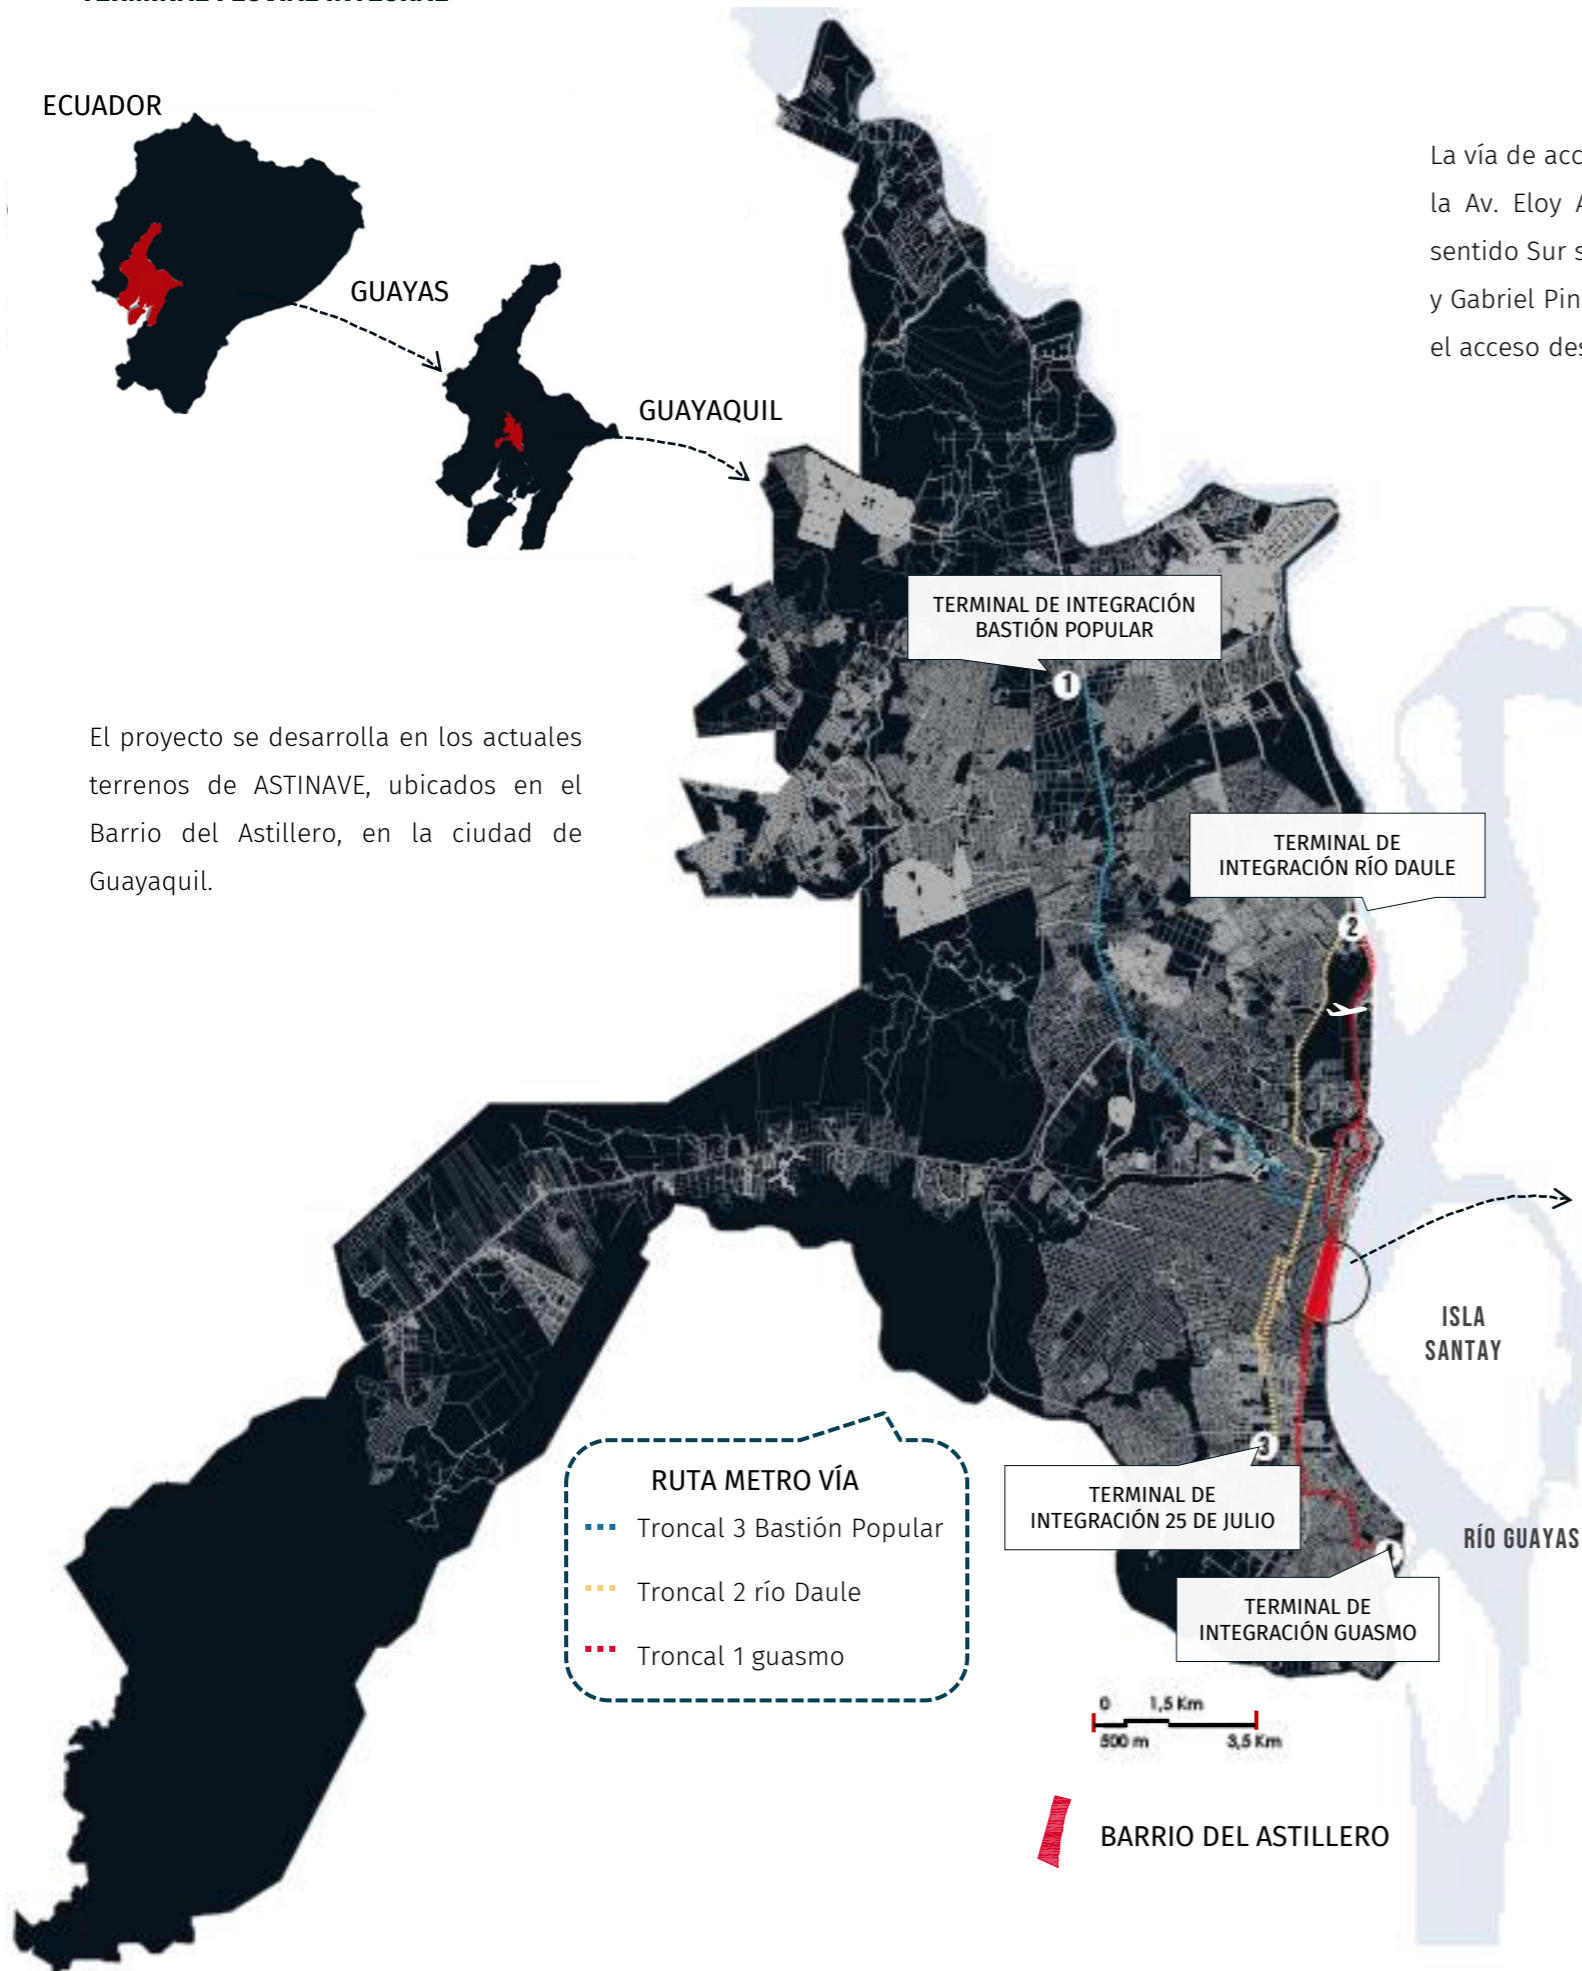 ECUADOR
GUAYAS
GUAYAQUIL
La vía de
la Av. Eloy
sentido Sur
y Gabriel
el acceso
TERMINAL DE INTEGRACIÓN
BASTIÓN POPULAR
1
El proyecto se desarrolla en los actuales
terrenos de ASTINAVE, ubicados en el
Barrio del Astillero, en la ciudad de
Guayaquil.
TERMINAL DE
INTEGRACIÓN RÍO DAULE
2
ISLA
SANTAY
3
TERMINAL DE
INTEGRACIÓN 25 DE JULIO
RÍO GUAYAS
TERMINAL DE
INTEGRACIÓN GUASMO
RUTA METRO VÍA
Troncal 3 Bastión Popular
Troncal 2 río Daule
Troncal 1 guasmo
0 1,5 Km
500 m 3,5 Km
BARRIO DEL ASTILLERO